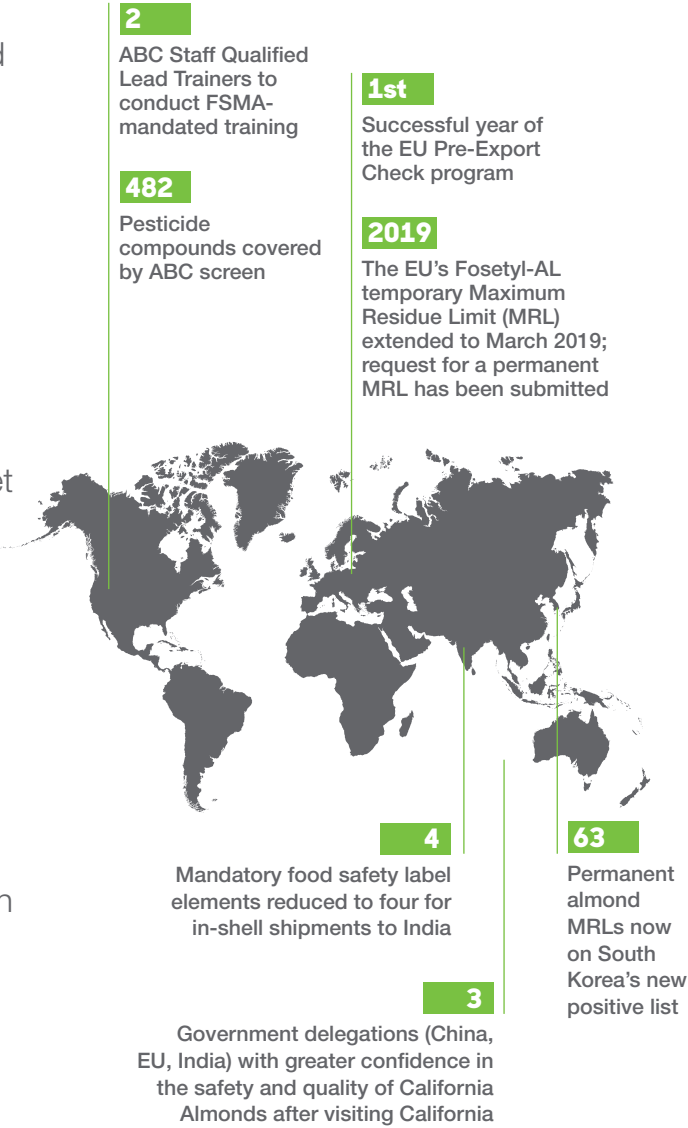 2
ABC Staff Qualified
Lead Trainers to
conduct FSMA-
mandated training
482
Pesticide
compounds covered
by ABC screen
1st
Successful year of
the EU Pre-Export
Check program
2019
The EU's Fosetyl-AL
temporary Maximum
Residue Limit (MRL)
extended to March 2019;
request for a permanent
MRL has been submitted
4
Mandatory food safety label
elements reduced to four for
in-shell shipments to India
63
Permanent
almond
MRLs now
on South
Korea's new
positive list
3
Government delegations (China,
EU, India) with greater confidence in
the safety and quality of California
Almonds after visiting California